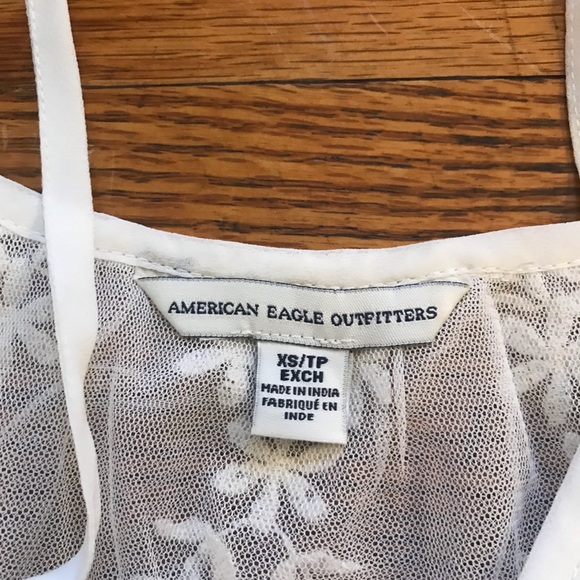 AMERICAN EAGLE OUTFITTERS
XS/TP
EXCH
MADE IN INDIA
FABRIQUÉ EN
INDE